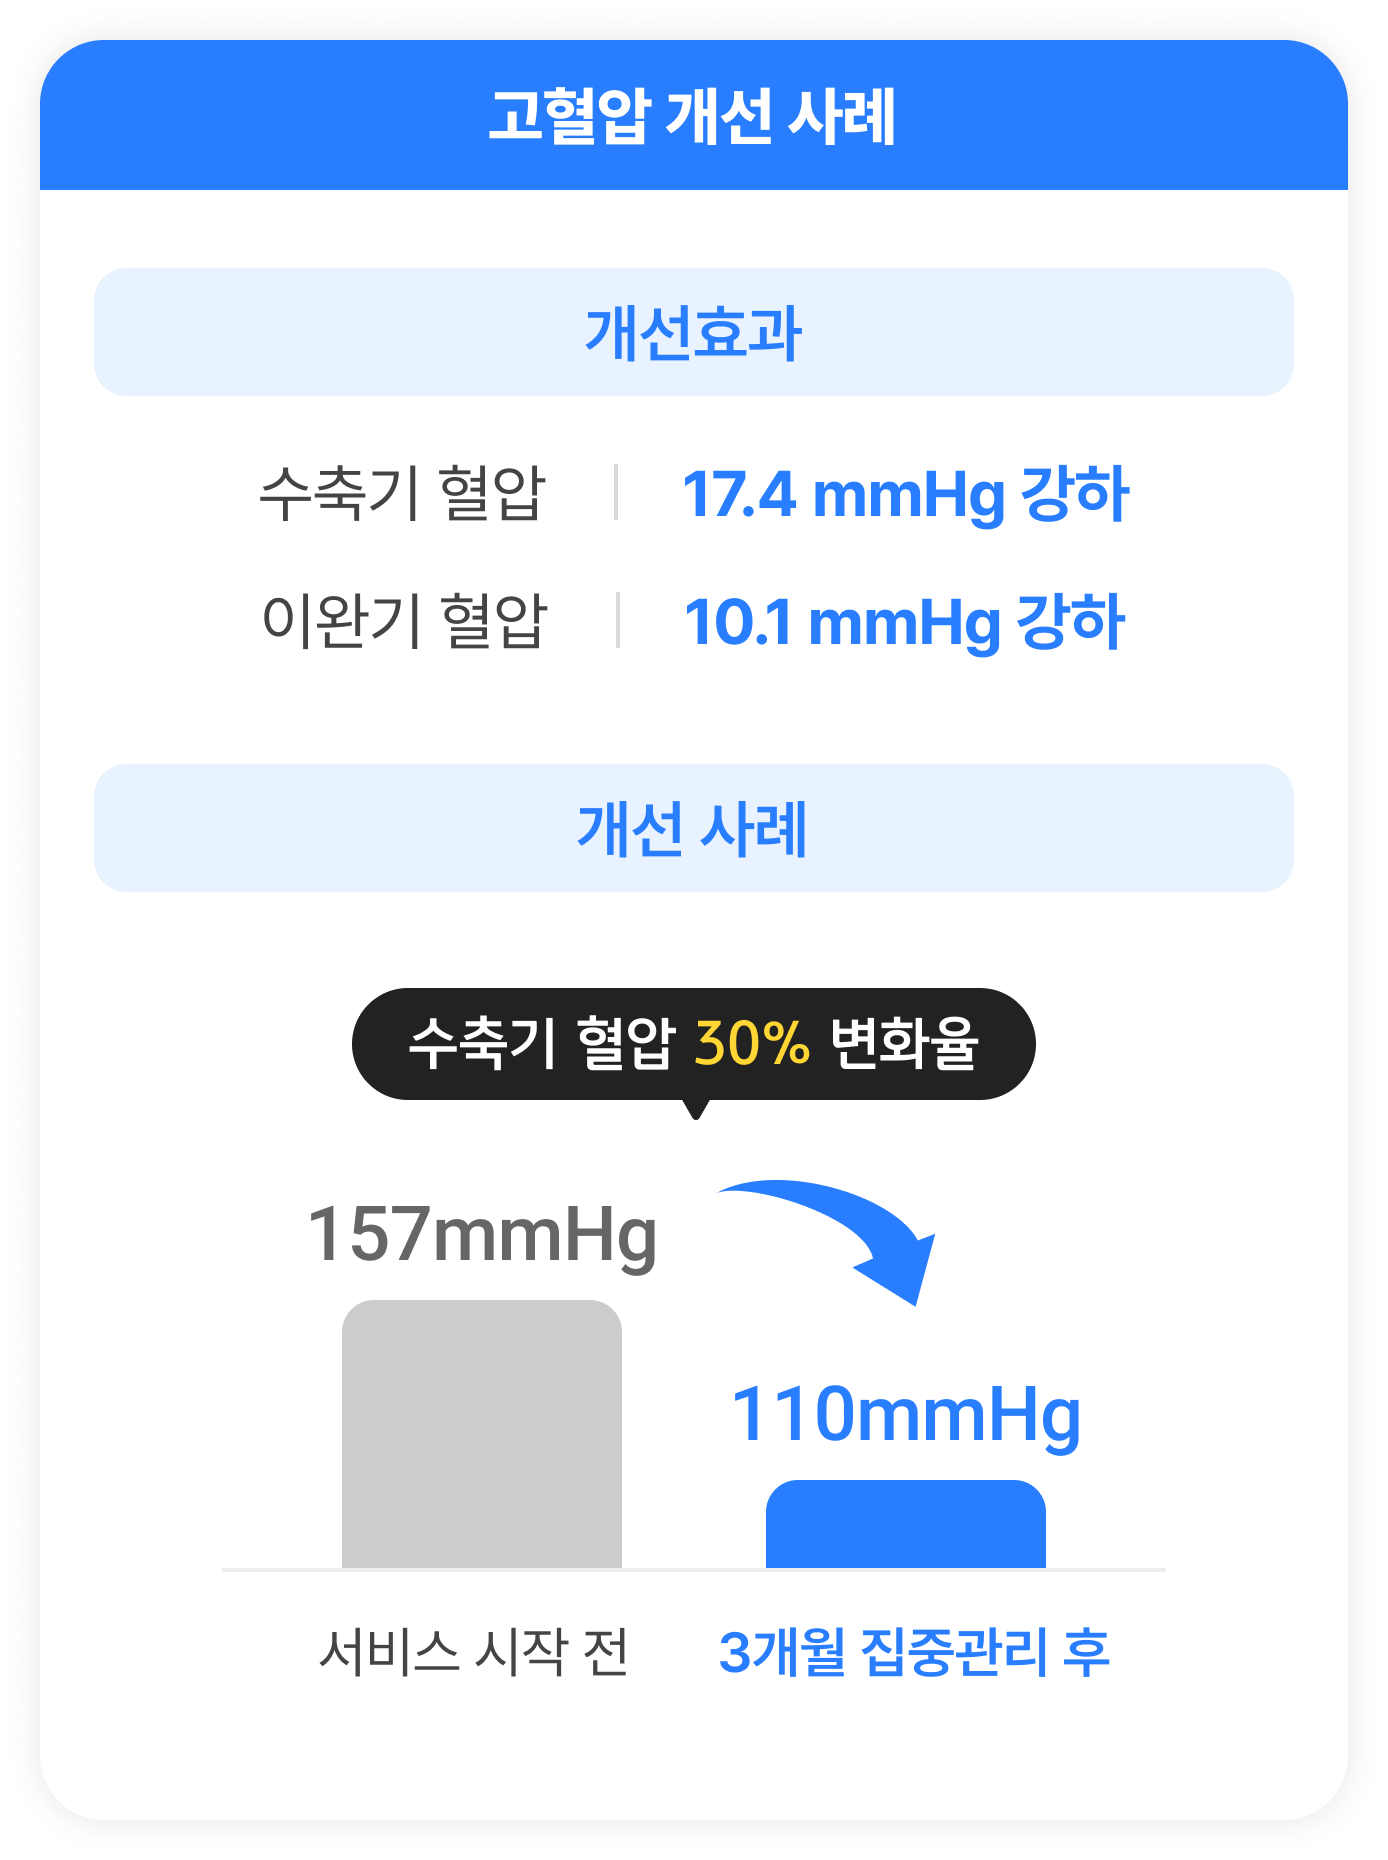 고혈압 개선 사례
개선효과
수축기 혈압 17.4 mmHg 강하
이완기 혈압 10.1 mmHg 강하
개선 사례
수축기 혈압 30% 변화율
157mmHg
110mmHg
서비스 시작 전 3개월 집중관리 후